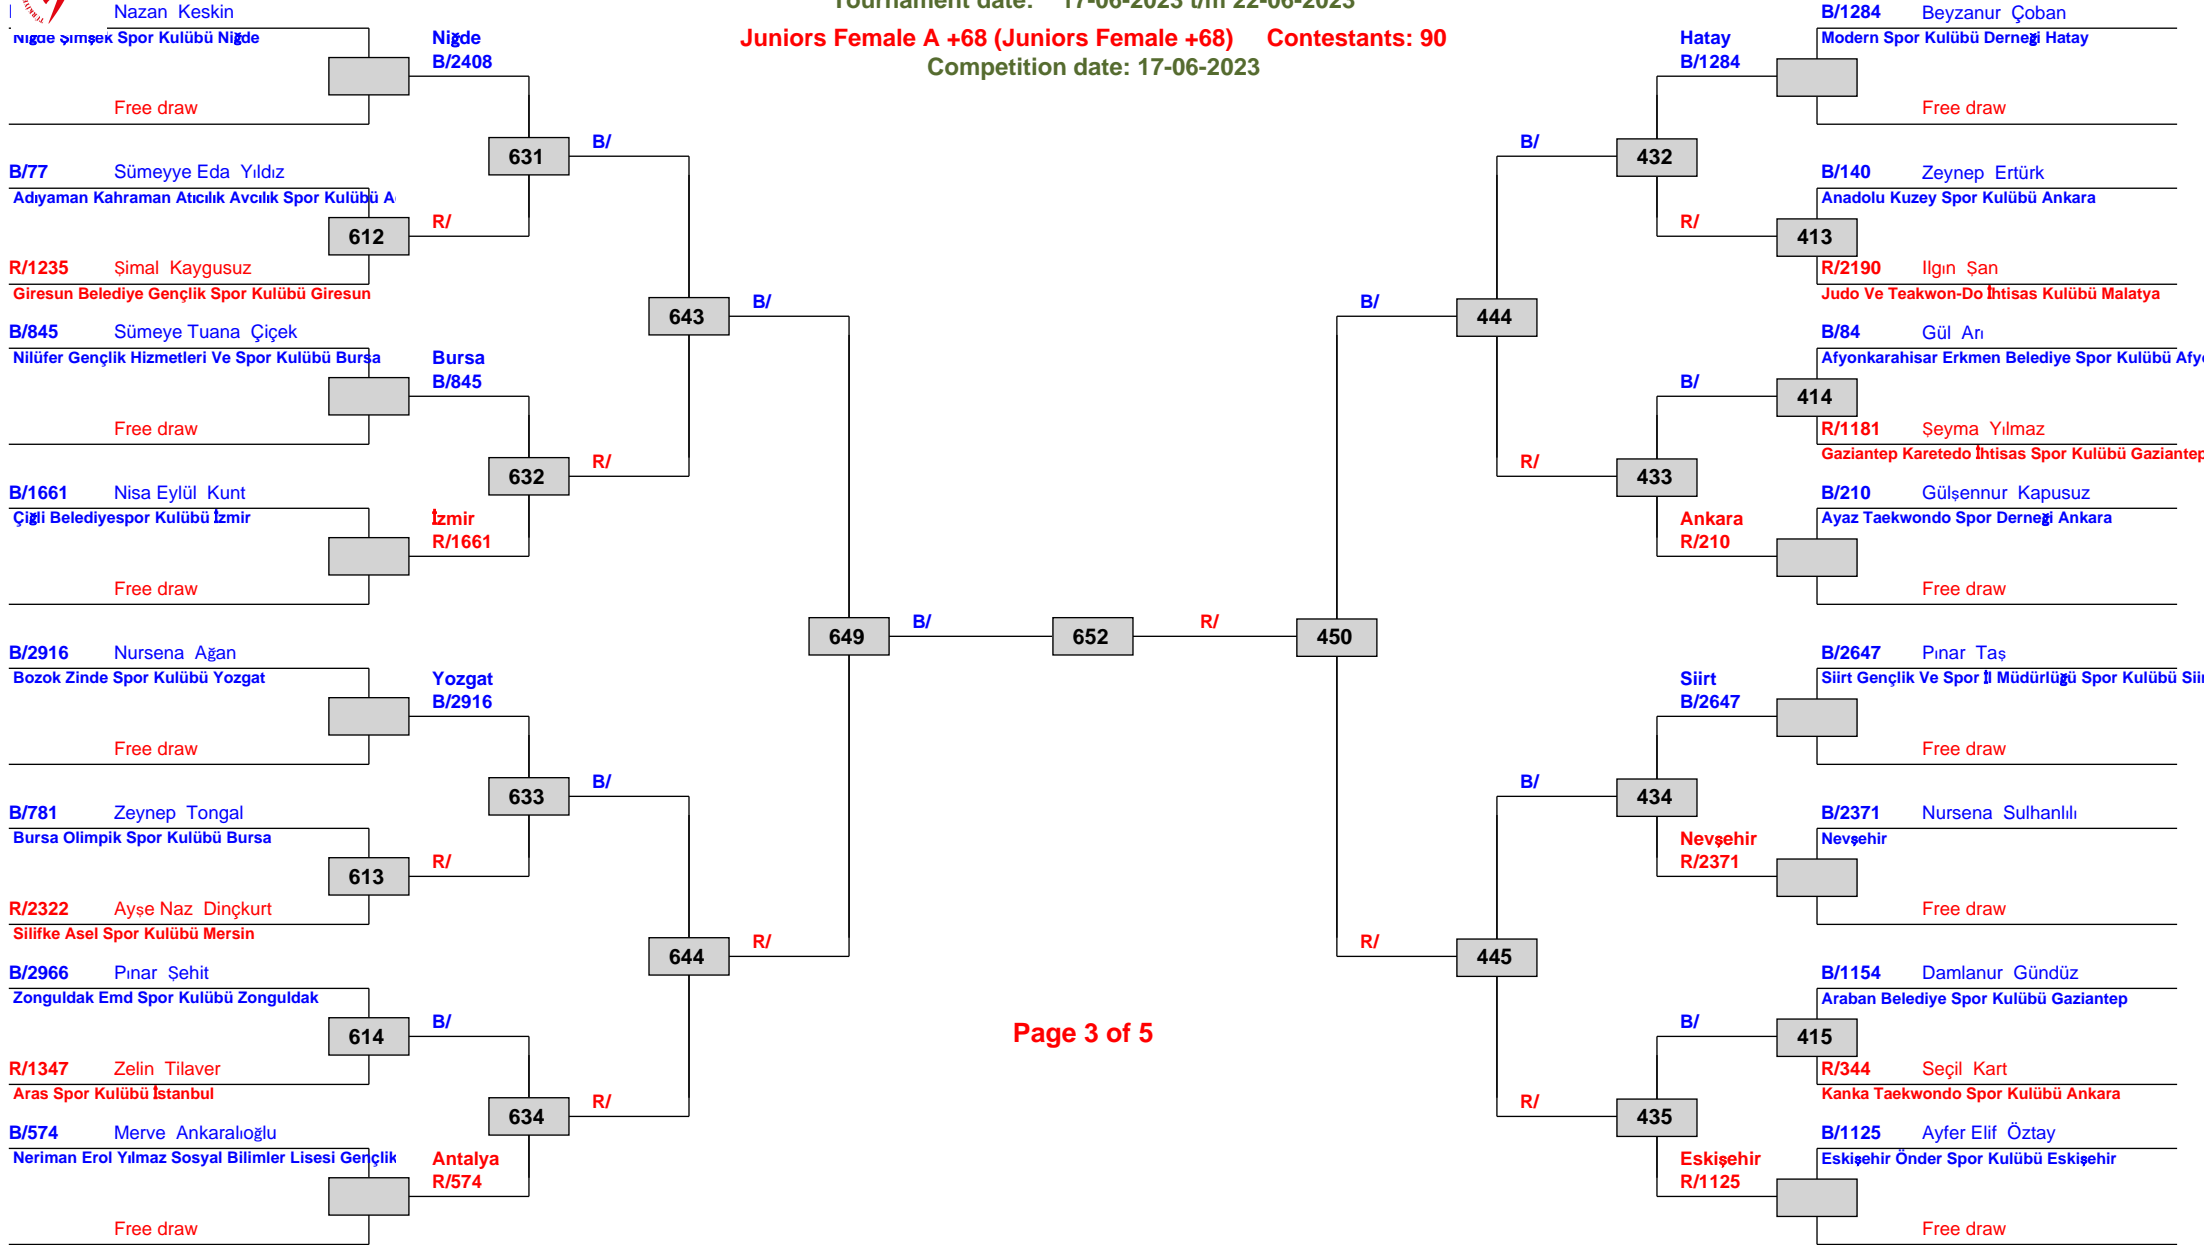 Tournament date: 17-06-2023 t/m 22-06-2023
Juniors Female A +68 (Juniors Female +68) Contestants: 90
Competition date: 17-06-2023
Nazan Keskin
Niğde Şimşek Spor Kulübü Niğde
Niğde
B/2408
Free draw
631
B/
B/77 Sümeyye Eda Yıldız
Adıyaman Kahraman Atıcılık Avcılık Spor Kulübü
612
R/
R/1235 Şimal Kaygusuz
Giresun Belediye Gençlik Spor Kulübü Giresun
643
B/
B/845 Sümeye Tuana Çiçek
Nilüfer Gençlik Hizmetleri Ve Spor Kulübü Bursa
Bursa
B/845
Free draw
632
R/
B/1661 Nisa Eylül Kunt
Çiğli Belediyespor Kulübü İzmir
İzmir
R/1661
Free draw
649
B/
652
R/
450
B/2916 Nursena Ağan
Bozok Zinde Spor Kulübü Yozgat
Yozgat
B/2916
Free draw
633
B/
B/781 Zeynep Tongal
Bursa Olimpik Spor Kulübü Bursa
613
R/
R/2322 Ayşe Naz Dinçkurt
Silifke Asel Spor Kulübü Mersin
644
R/
B/2966 Pınar Şehit
Zonguldak Emd Spor Kulübü Zonguldak
614
B/
R/1347 Zelin Tilaver
Aras Spor Kulübü İstanbul
634
R/
B/574 Merve Ankaralıoğlu
Neriman Erol Yılmaz Sosyal Bilimler Lisesi Gençlik
Antalya
R/574
Free draw
Page 3 of 5
B/1284 Beyzanur Çoban
Modern Spor Kulübü Derneği Hatay
Hatay
B/1284
Free draw
B/
432
B/140 Zeynep Ertürk
Anadolu Kuzey Spor Kulübü Ankara
R/
413
R/2190 Ilgın Şan
Judo Ve Teakwon-Do İhtisas Kulübü Malatya
B/
444
B/84 Gül Arı
Afyonkarahisar Erkmen Belediye Spor Kulübü Afy
B/
414
R/1181 Şeyma Yılmaz
Gaziantep Karetedo İhtisas Spor Kulübü Gaziantep
R/
433
B/210 Gülşennur Kapusuz
Ayaz Taekwondo Spor Derneği Ankara
Ankara
R/210
Free draw
B/2647 Pınar Taş
Siirt Gençlik Ve Spor İl Müdürlüğü Spor Kulübü Siir
Siirt
B/2647
Free draw
B/
434
B/2371 Nursena Sulhanlılı
Nevşehir
Nevşehir
R/2371
Free draw
R/
445
B/1154 Damlanur Gündüz
Araban Belediye Spor Kulübü Gaziantep
B/
415
R/344 Seçil Kart
Kanka Taekwondo Spor Kulübü Ankara
R/
435
B/1125 Ayfer Elif Öztay
Eskişehir Önder Spor Kulübü Eskişehir
Eskişehir
R/1125
Free draw